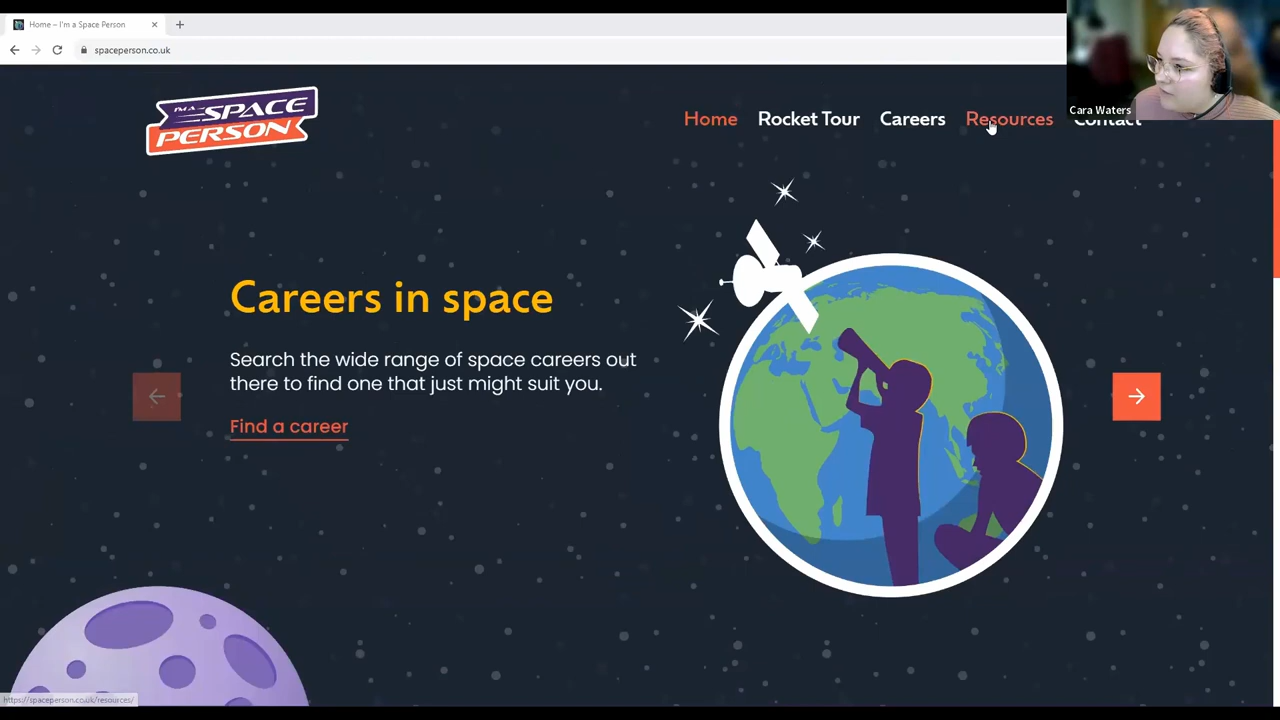 Home – I'm a Space Person
spaceperson.co.uk
Cara Waters
I'M A SPACE
PERSON
Home Rocket Tour Careers Resources Contact
Careers in space
Search the wide range of space careers out
there to find one that just might suit you.
Find a career
https://spaceperson.co.uk/resources/